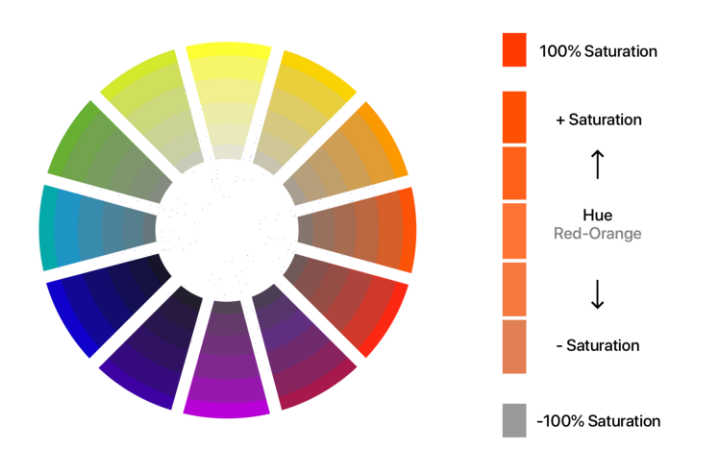 100% Saturation
+ Saturation
Hue
Red-Orange
- Saturation
-100% Saturation